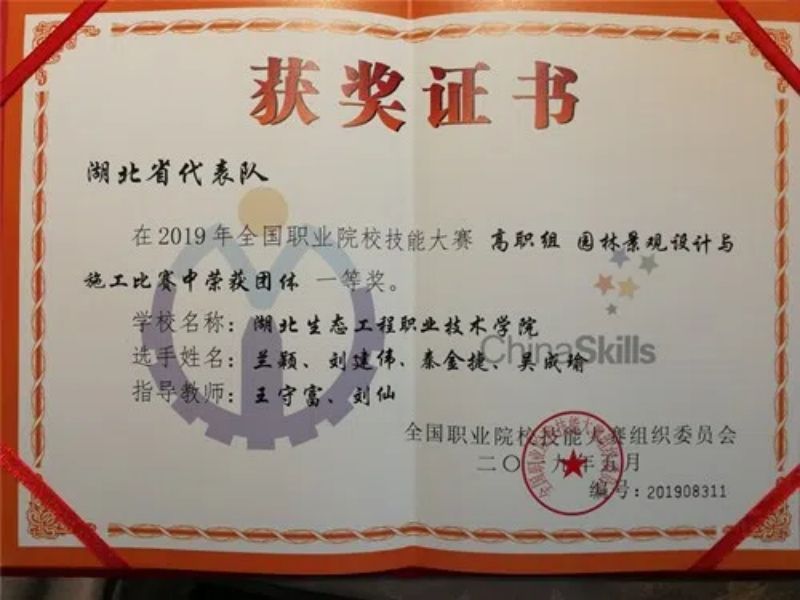 获奖证书
湖北省代表队
在2019年全国职业院校技能大赛 高职组 园林景观设计与
施工比赛中荣获团体 一等奖。
学校名称：湖北生态工程职业技术学院
选手姓名：兰颖、刘建伟、秦金捷、吴成瑜
指导教师：王守富、刘仙
ChinaSkills
全国职业院校技能大赛组织委员会
二〇一九年五月
编号：201908311